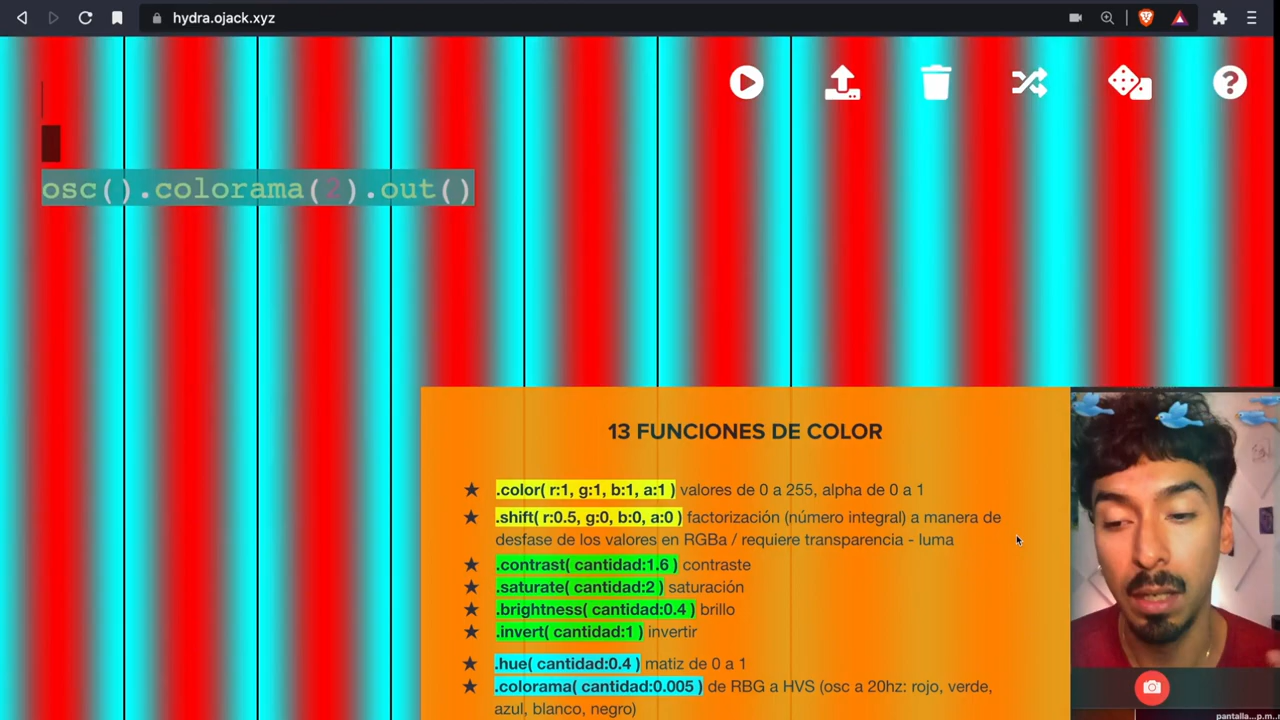 hydra.ojack.xyz
osc().colorama(2).out()
13 FUNCIONES DE COLOR
★ .color( r:1, g:1, b:1, a:1 ) valores de 0 a 255, alpha de 0 a 1
★ .shift( r:0.5, g:0, b:0, a:0 ) factorización (número integral) a manera de
desfase de los valores en RGBa / requiere transparencia - luma
★ .contrast( cantidad:1.6 ) contraste
★ .saturate( cantidad:2 ) saturación
★ .brightness( cantidad:0.4 ) brillo
★ .invert( cantidad:1 ) invertir
★ .hue( cantidad:0.4 ) matiz de 0 a 1
★ .colorama( cantidad:0.005 ) de RBG a HVS (osc a 20hz: rojo, verde,
azul, blanco, negro)
pantalla...p.m..